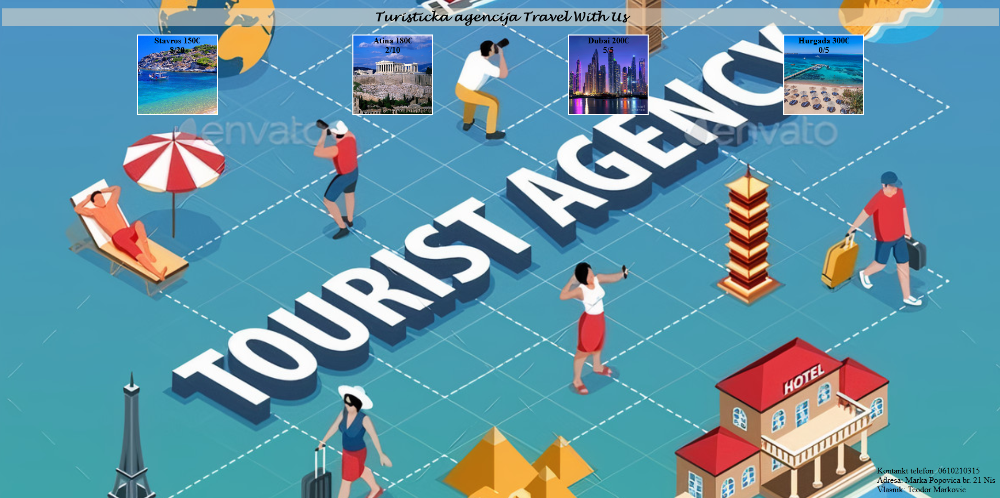 Turisticka agencija Travel With Us
Stavros 150€
8/20
Atina 180€
2/10
Dubai 200€
5/5
Hurgada 300€
0/5
envato
envato
TOURIST AGENCY
HOTEL
Kontankt telefon: 0610210315
Adresa: Marka Popovica br. 21 Nis
Vlasnik: Teodor Markovic